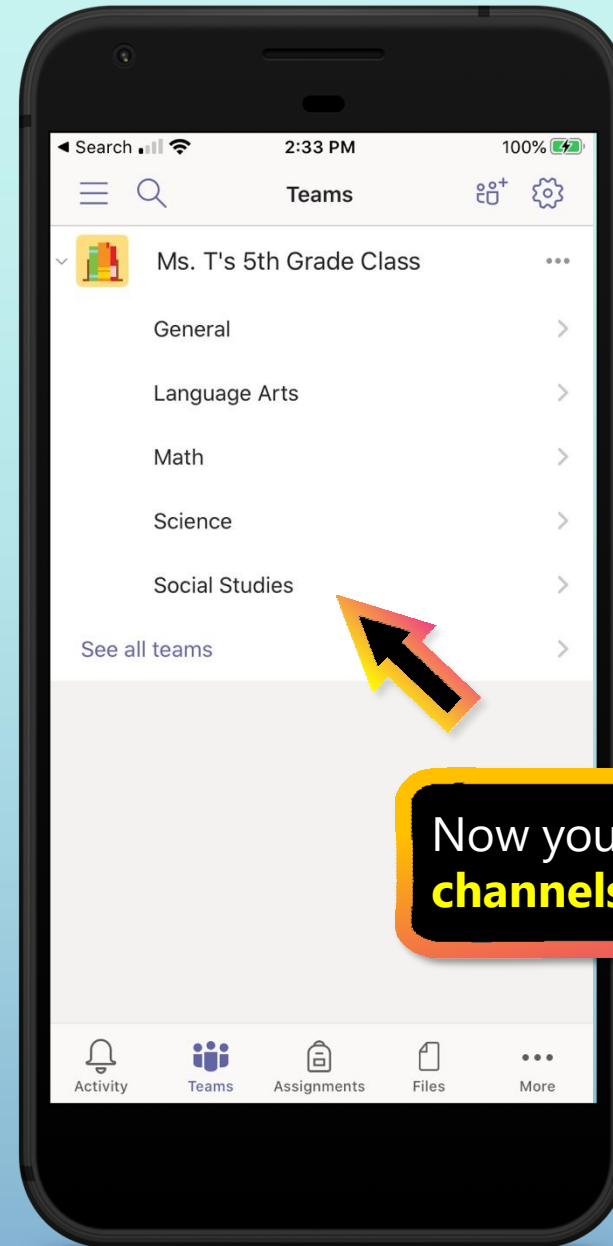 ◄ Search 2:33 PM 100%
Teams
Ms. T's 5th Grade Class
General
Language Arts
Math
Science
Social Studies
See all teams
Now you
channels
Activity Teams Assignments Files More